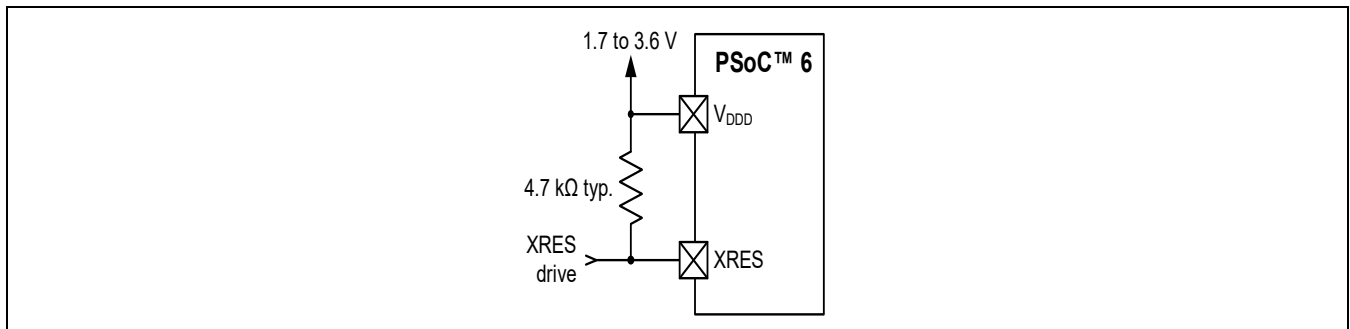 1.7 to 3.6 V
PSoC™ 6
VDDD
4.7 kΩ typ.
XRES
drive
XRES